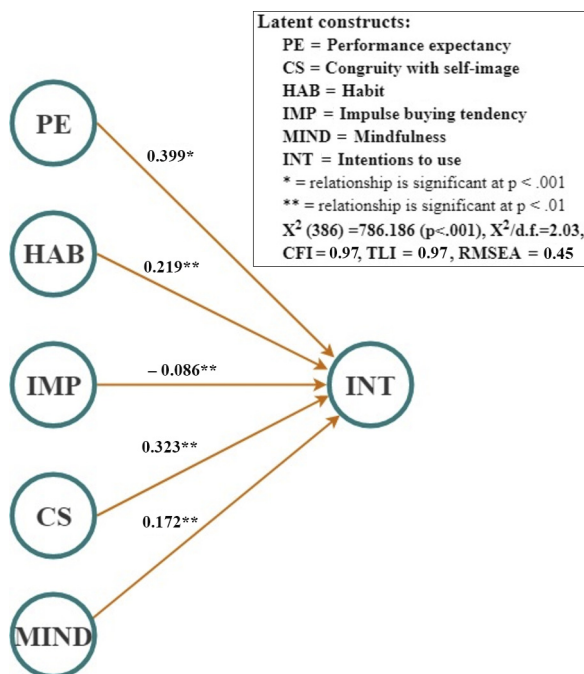 Latent constructs:
PE = Performance expectancy
CS = Congruity with self-image
HAB = Habit
IMP = Impulse buying tendency
MIND = Mindfulness
INT = Intentions to use
* = relationship is significant at p < .001
** = relationship is significant at p < .01
X² (386) =786.186 (p<.001), X²/d.f.=2.03,
CFI = 0.97, TLI = 0.97, RMSEA = 0.45
PE
0.399*
HAB
0.219**
IMP
– 0.086**
INT
CS
0.323**
0.172**
MIND